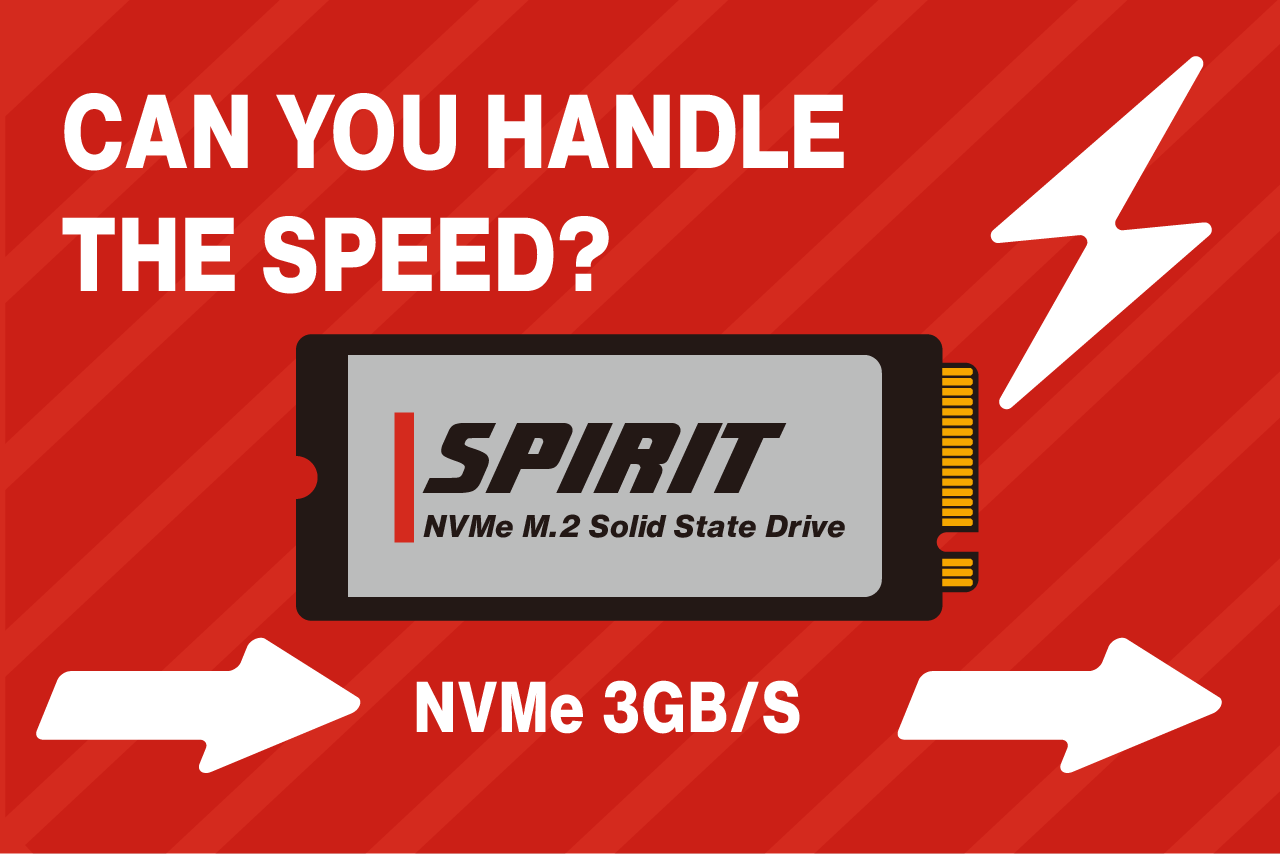 CAN YOU HANDLE
THE SPEED?
SPIRIT
NVMe M.2 Solid State Drive
NVMe 3GB/S